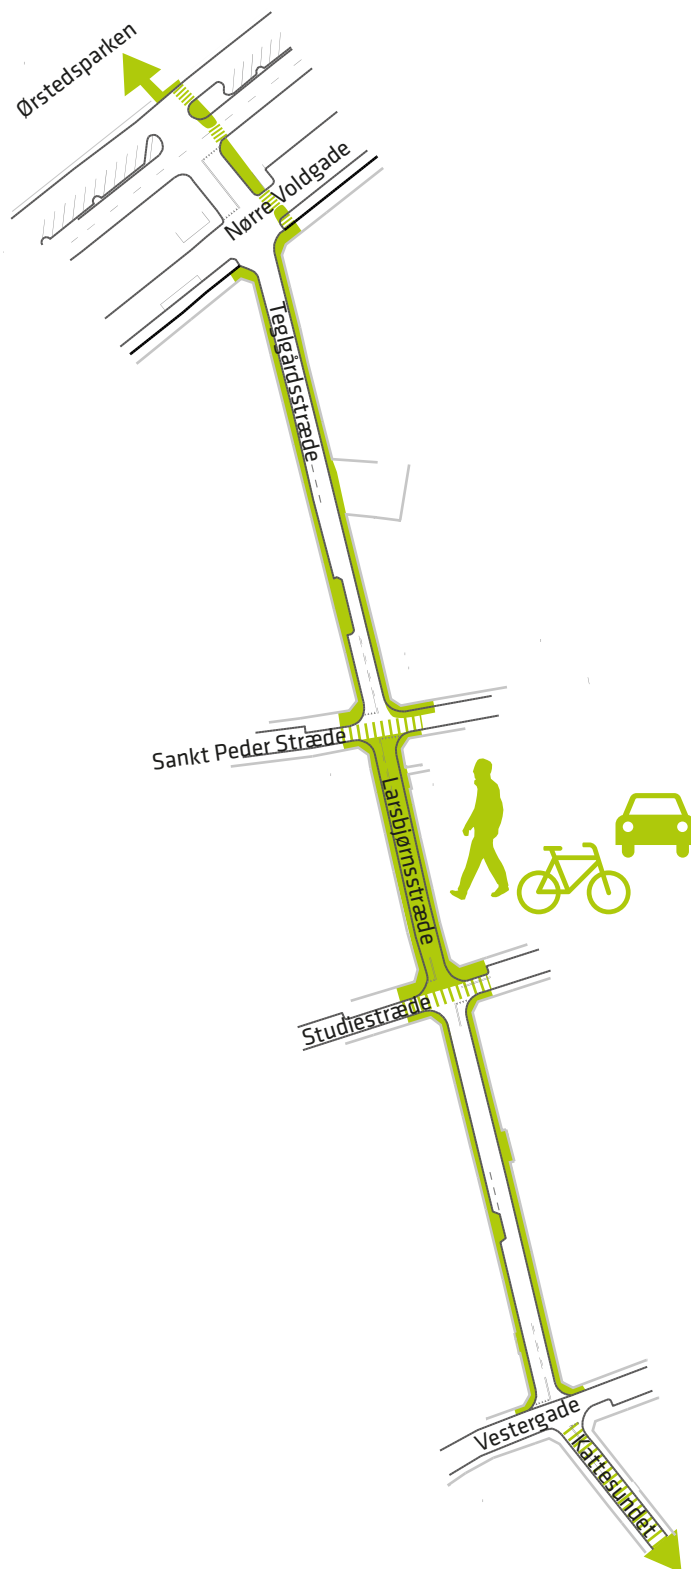 Ørstedsparken
Nørre Voldgade
Teglgårdsstræde
Sankt Peder Stræde
Larsbjørnsstræde
Studiestræde
Vestergade
Kattesundet